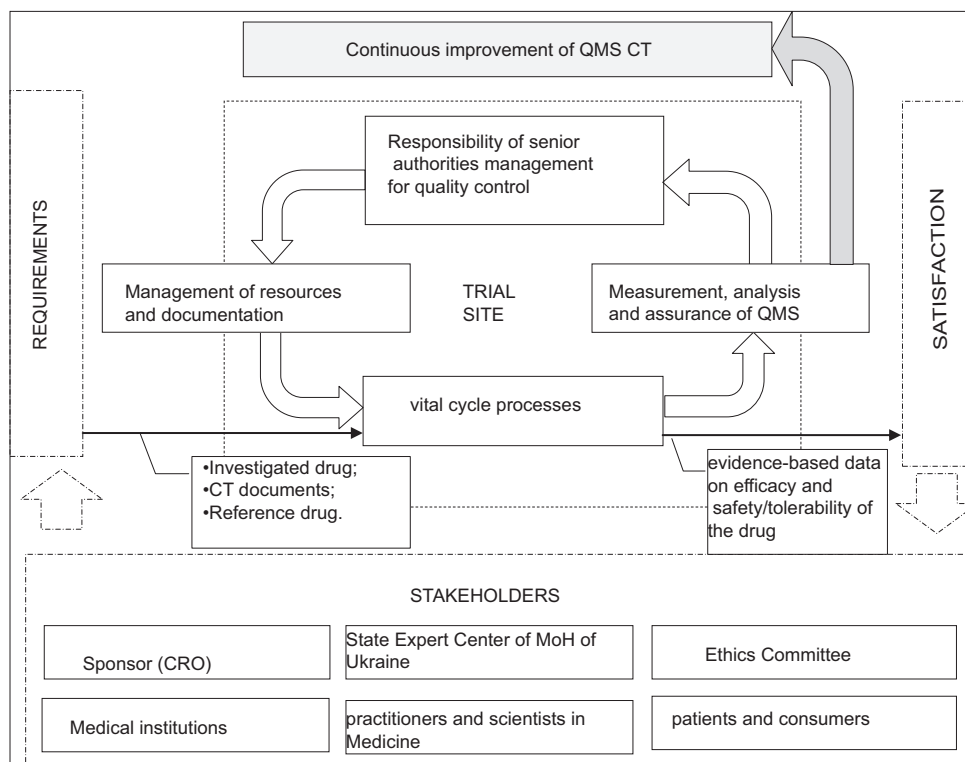 Continuous improvement of QMS CT
REQUIREMENTS
Responsibility of senior
authorities management
for quality control
SATISFACTION
Management of resources
and documentation
TRIAL
SITE
Measurement, analysis
and assurance of QMS
vital cycle processes
•Investigated drug;
•CT documents;
•Reference drug.
evidence-based data
on efficacy and
safety/tolerability of
the drug
STAKEHOLDERS
Sponsor (CRO)
State Expert Center of MoH of
Ukraine
Ethics Committee
Medical institutions
practitioners and scientists in
Medicine
patients and consumers